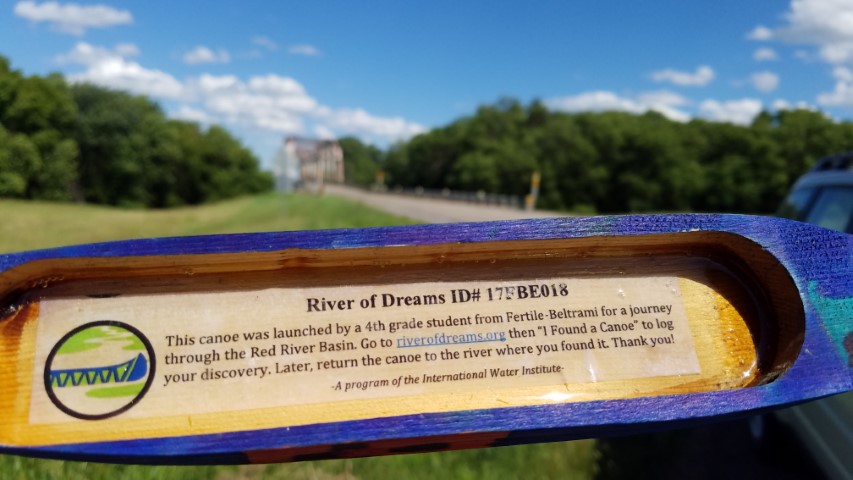 River of Dreams ID# 17FBE018
This canoe was launched by a 4th grade student from Fertile-Beltrami for a journey
through the Red River Basin. Go to riverofdreams.org then "I Found a Canoe" to log
your discovery. Later, return the canoe to the river where you found it. Thank you!
-A program of the International Water Institute-